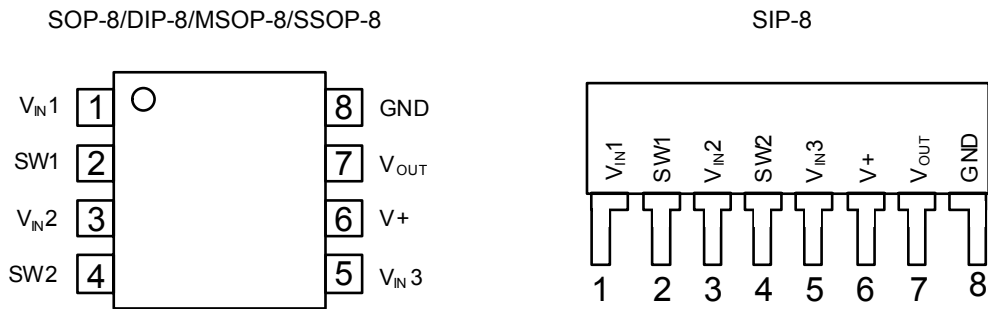 SOP-8/DIP-8/MSOP-8/SSOP-8
VIN1 1 8 GND
SW1 2 7 VOUT
VIN2 3 6 V+
SW2 4 5 VIN3
SIP-8
VIN1 SW1 VIN2 SW2 VIN3 V+ VOUT GND
1 2 3 4 5 6 7 8